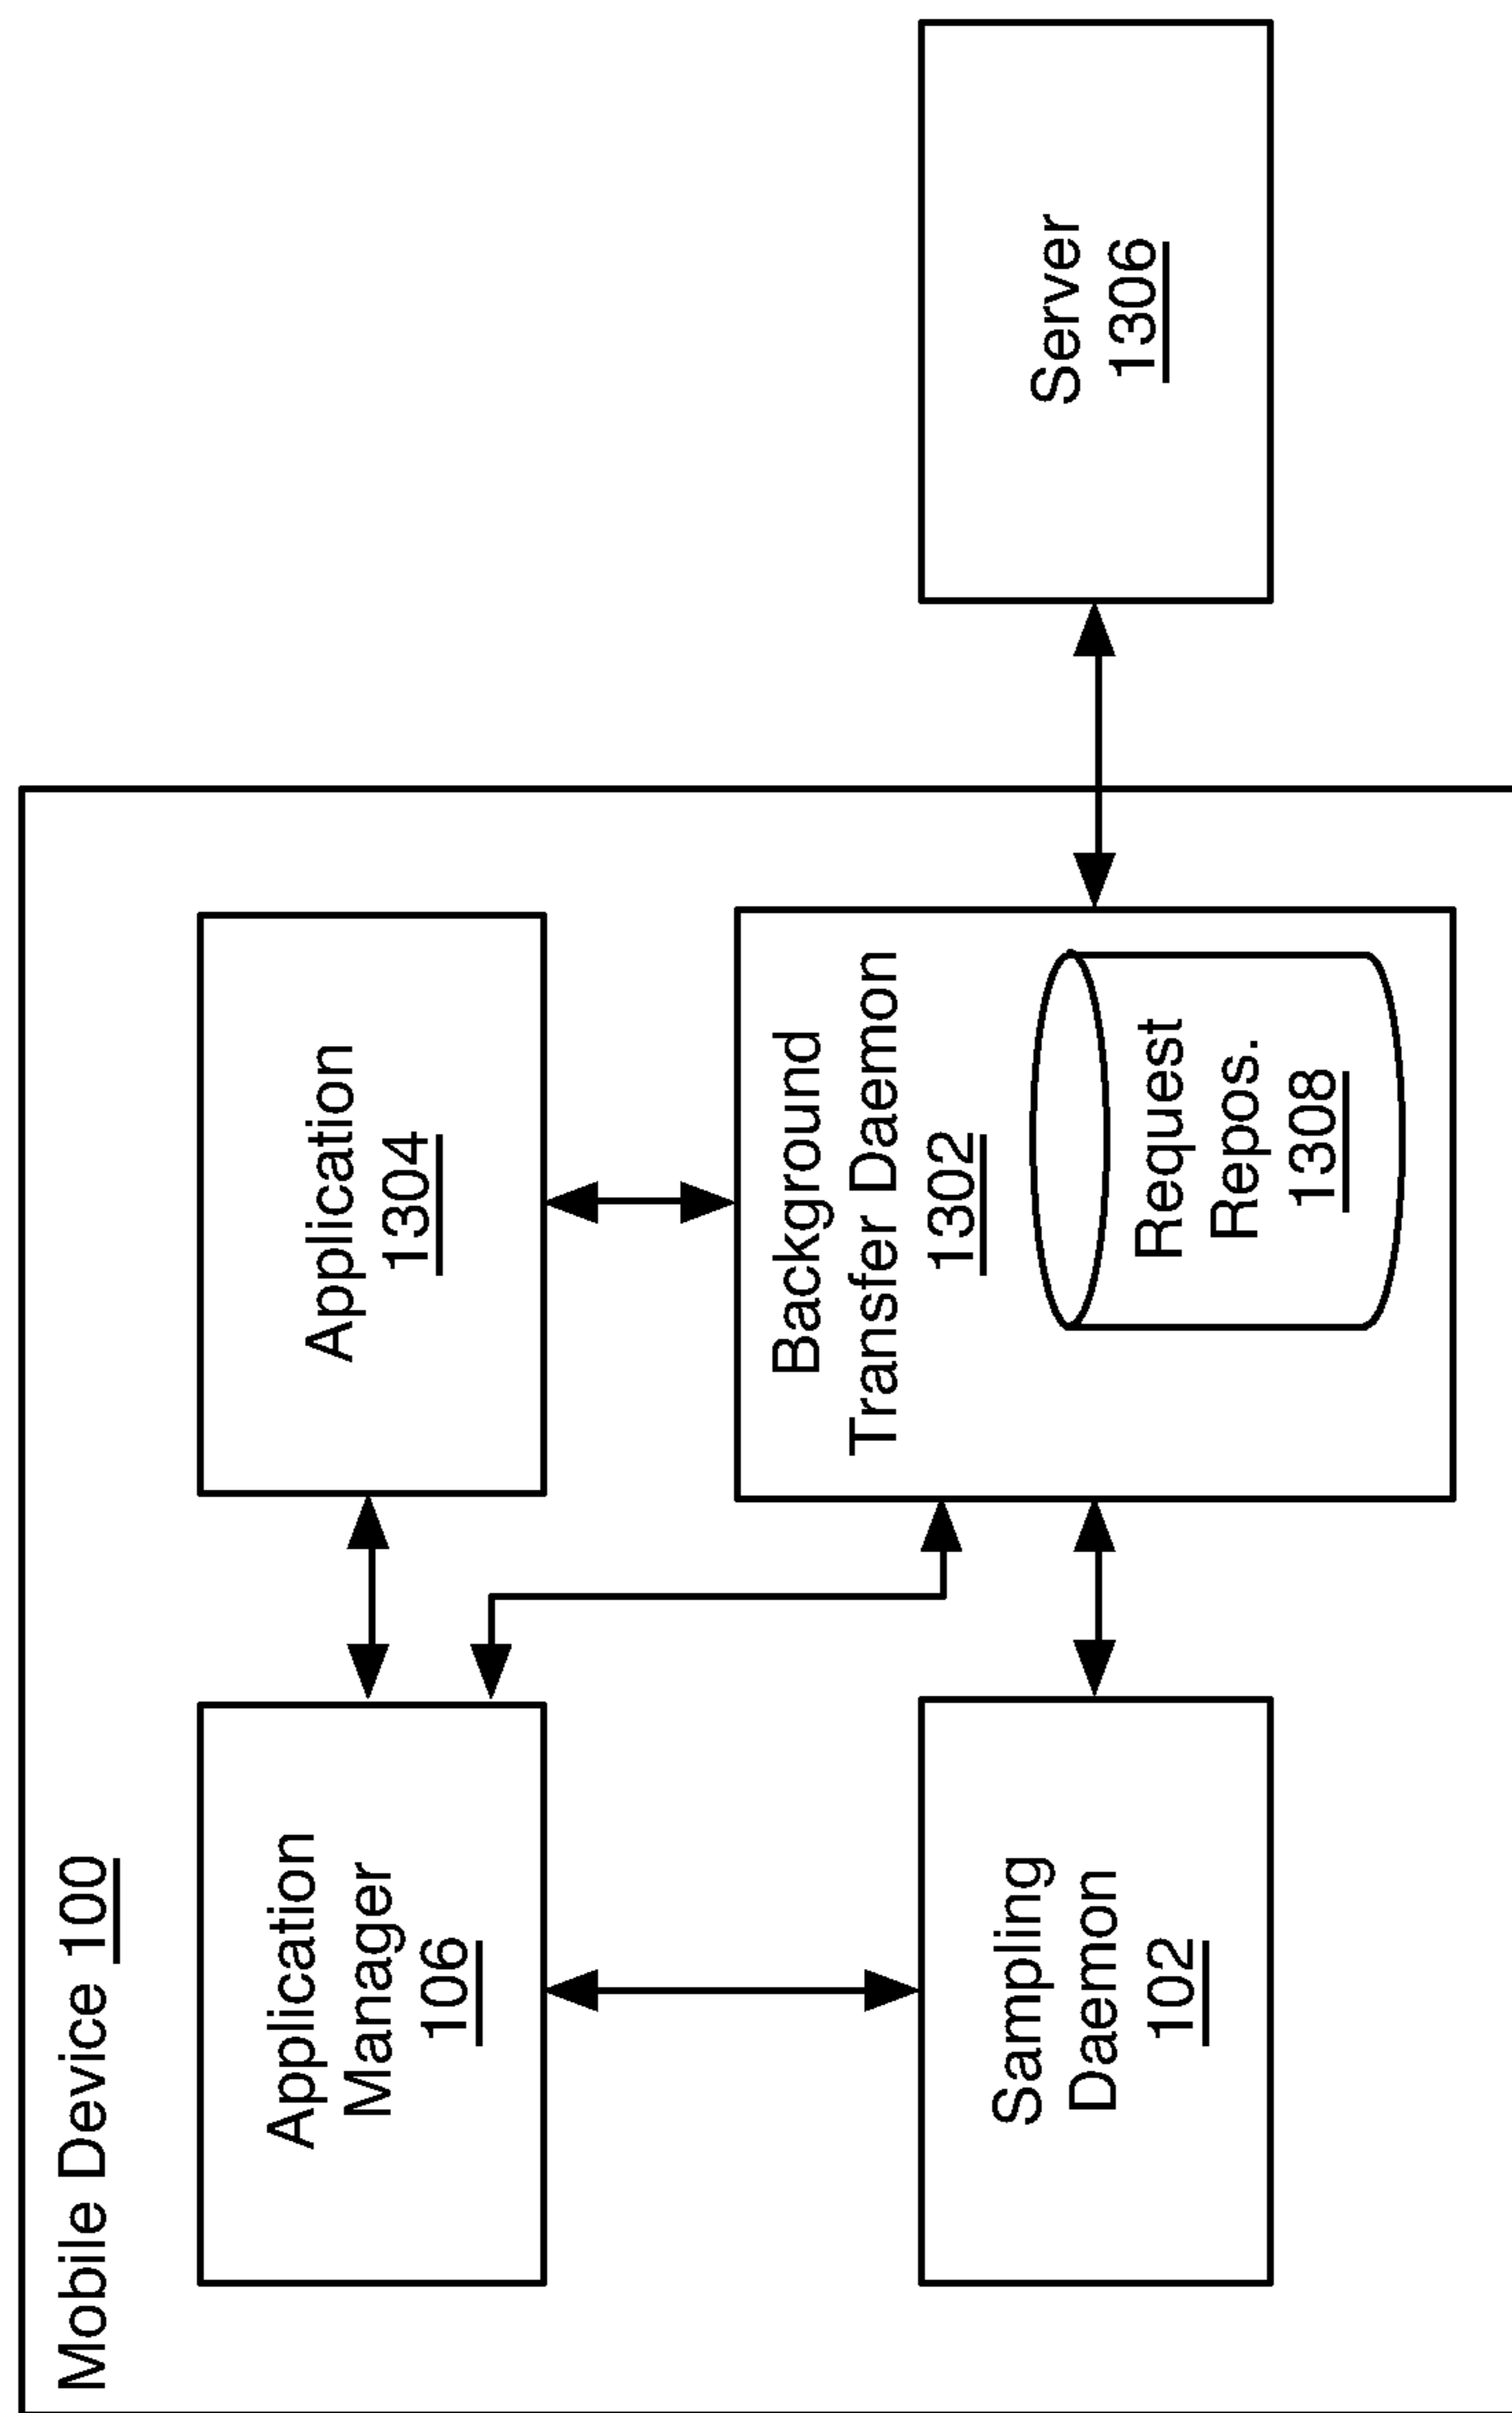 Mobile Device 100
Application
Manager
106
Application
1304
Sampling
Daemon
102
Background
Transfer Daemon
1302
Request
Repos.
1308
Server
1306